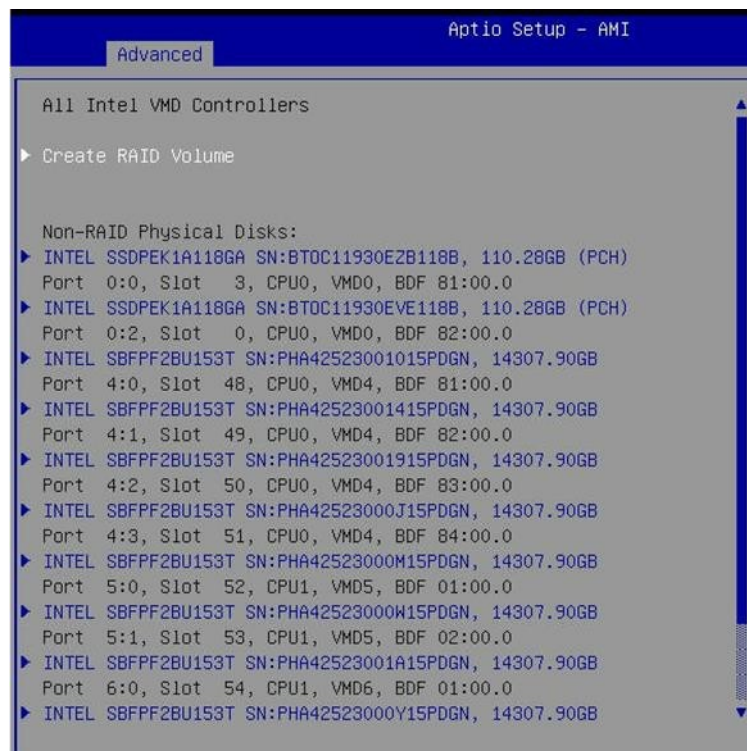 Aptio Setup - AMI
Advanced
All Intel VMD Controllers
Create RAID Volume
Non-RAID Physical Disks:
INTEL SSDPEK1A118GA SN:BTOC11930EZB118B, 110.28GB (PCH)
Port 0:0, Slot 3, CPU0, VMD0, BDF 81:00.0
INTEL SSDPEK1A118GA SN:BTOC11930EVE118B, 110.28GB (PCH)
Port 0:2, Slot 0, CPU0, VMD0, BDF 82:00.0
INTEL SBFPF2BU153T SN:PHA42523001015PDGN, 14307.90GB
Port 4:0, Slot 48, CPU0, VMD4, BDF 81:00.0
INTEL SBFPF2BU153T SN:PHA42523001415PDGN, 14307.90GB
Port 4:1, Slot 49, CPU0, VMD4, BDF 82:00.0
INTEL SBFPF2BU153T SN:PHA42523001915PDGN, 14307.90GB
Port 4:2, Slot 50, CPU0, VMD4, BDF 83:00.0
INTEL SBFPF2BU153T SN:PHA42523000J15PDGN, 14307.90GB
Port 4:3, Slot 51, CPU0, VMD4, BDF 84:00.0
INTEL SBFPF2BU153T SN:PHA42523000M15PDGN, 14307.90GB
Port 5:0, Slot 52, CPU1, VMD5, BDF 01:00.0
INTEL SBFPF2BU153T SN:PHA42523000W15PDGN, 14307.90GB
Port 5:1, Slot 53, CPU1, VMD5, BDF 02:00.0
INTEL SBFPF2BU153T SN:PHA42523001A15PDGN, 14307.90GB
Port 6:0, Slot 54, CPU1, VMD6, BDF 01:00.0
INTEL SBFPF2BU153T SN:PHA42523000Y15PDGN, 14307.90GB